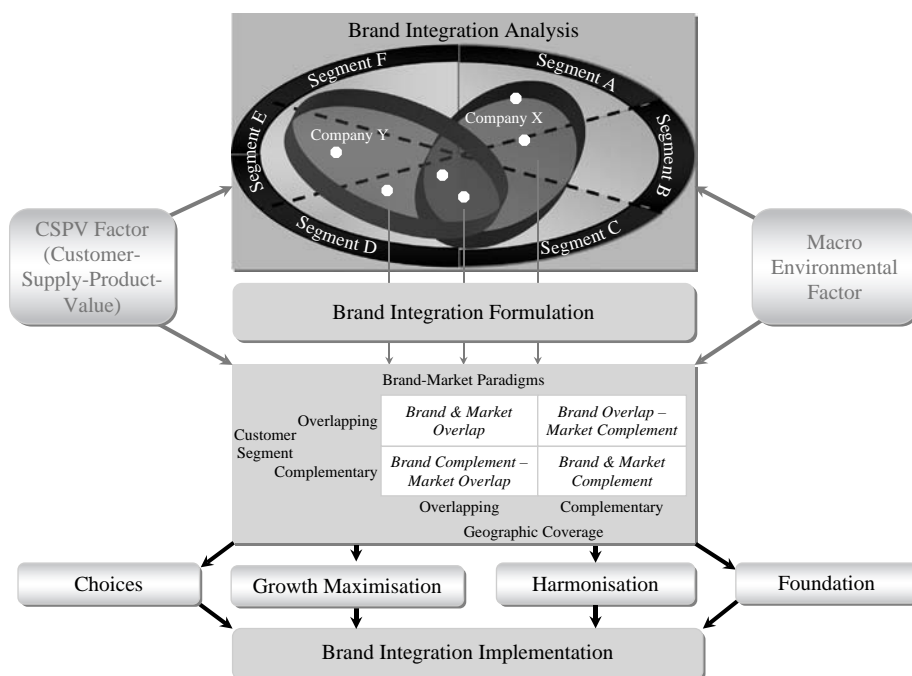 Brand Integration Analysis
Segment F
Segment A
Segment E
Company Y
Company X
Segment B
Segment D
Segment C
CSPV Factor
(Customer-
Supply-Product-
Value)
Macro
Environmental
Factor
Brand Integration Formulation
Brand-Market Paradigms
Customer
Segment
Overlapping
Complementary
Brand & Market
Overlap
Brand Overlap –
Market Complement
Brand Complement –
Market Overlap
Brand & Market
Complement
Overlapping
Complementary
Geographic Coverage
Choices
Growth Maximisation
Harmonisation
Foundation
Brand Integration Implementation